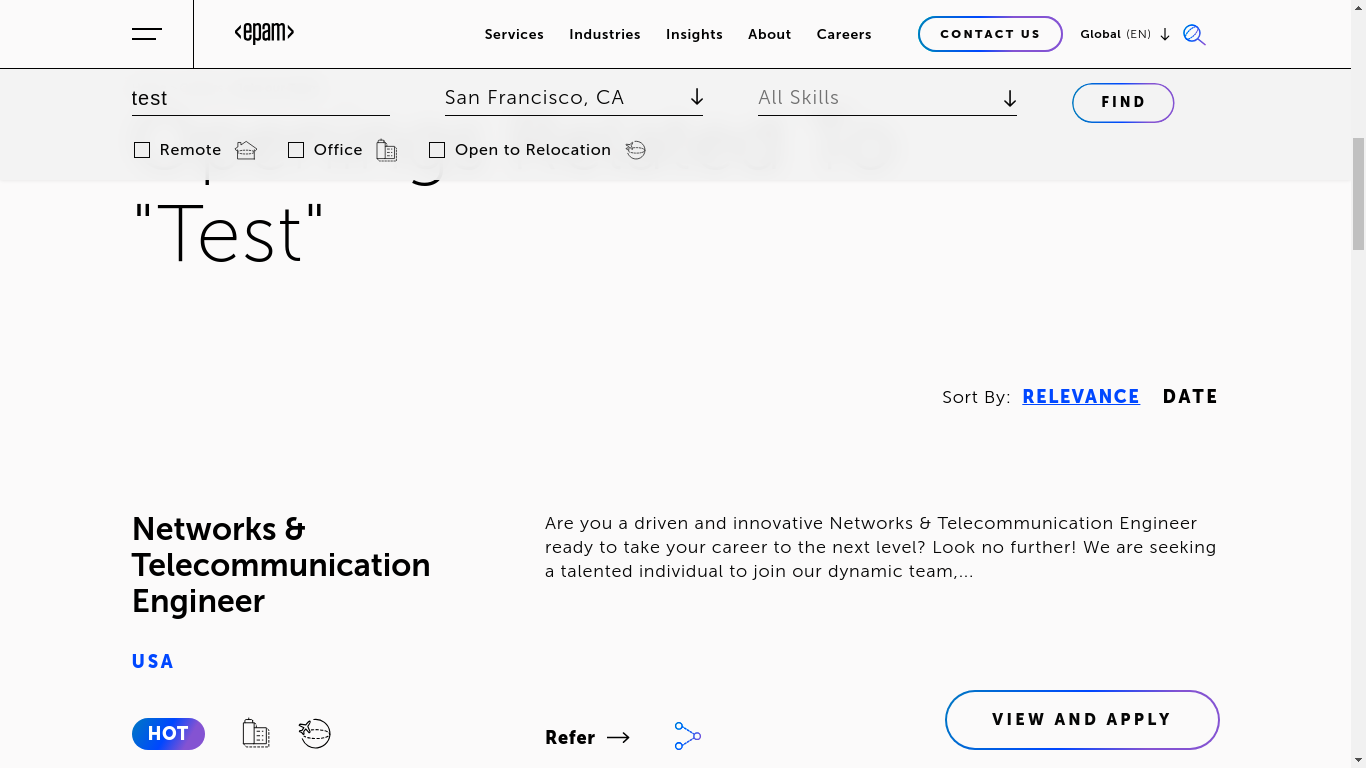 <epam>
Services Industries Insights About Careers
CONTACT US
Global (EN)
test
San Francisco, CA
All Skills
FIND
Remote
Office
Open to Relocation
"Test"
Sort By: RELEVANCE DATE
Networks &
Telecommunication
Engineer
Are you a driven and innovative Networks & Telecommunication Engineer
ready to take your career to the next level? Look no further! We are seeking
a talented individual to join our dynamic team,...
USA
HOT
Refer
VIEW AND APPLY